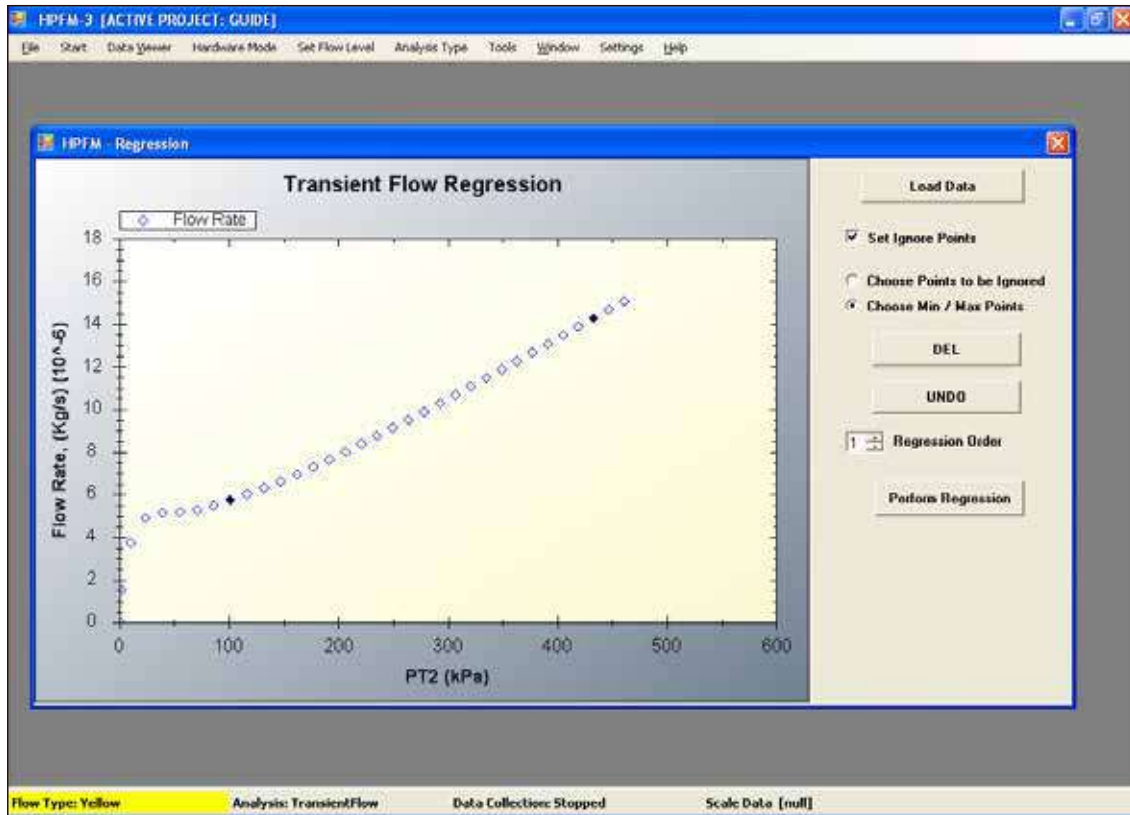 HPFM-3 [ACTIVE PROJECT: GUIDE]
File Start Data Viewer Hardware Mode Set Flow Level Analysis Type Tools Window Settings Help
HPFM - Regression
Transient Flow Regression
Flow Rate
18
16
14
12
10
8
6
4
2
0
Flow Rate, (Kg/s) (10^-6)
0 100 200 300 400 500 600
PT2 (kPa)
Load Data
Set Ignore Points
Choose Points to be Ignored
Choose Min / Max Points
DEL
UNDO
1 Regression Order
Perform Regression
Flow Type: Yellow Analysis: TransientFlow Data Collection: Stopped Scale Data [null]